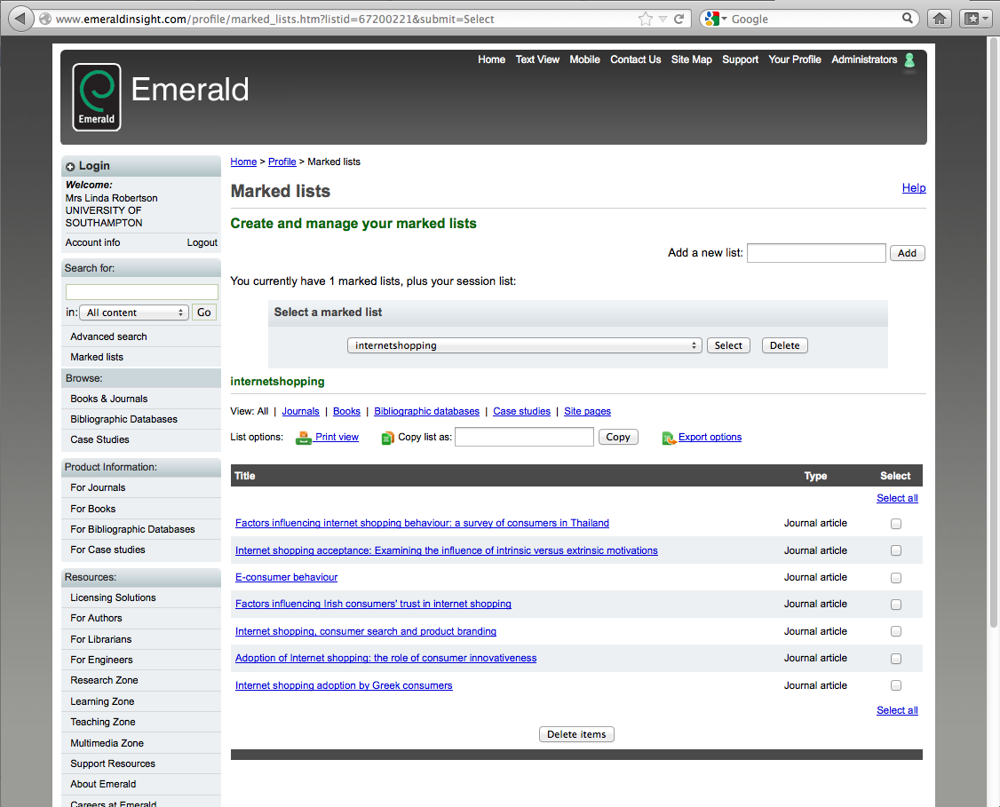 www.emeraldinsight.com/profile/marked_lists.htm?listid=67200221&submit=Select
Google
Home Text View Mobile Contact Us Site Map Support Your Profile Administrators
Emerald
Emerald
Login
Welcome:
Mrs Linda Robertson
UNIVERSITY OF
SOUTHAMPTON
Account info Logout
Search for:
in: All content Go
Advanced search
Marked lists
Browse:
Books & Journals
Bibliographic Databases
Case Studies
Product Information:
For Journals
For Books
For Bibliographic Databases
For Case studies
Resources:
Licensing Solutions
For Authors
For Librarians
For Engineers
Research Zone
Learning Zone
Teaching Zone
Multimedia Zone
Support Resources
About Emerald
Careers at Emerald
Home > Profile > Marked lists
Marked lists
Help
Create and manage your marked lists
Add a new list: Add
You currently have 1 marked lists, plus your session list:
Select a marked list
internetshopping Select Delete
internetshopping
View: All | Journals | Books | Bibliographic databases | Case studies | Site pages
List options: Print view Copy list as: Copy Export options
Title Type Select
Select all
Factors influencing internet shopping behaviour: a survey of consumers in Thailand Journal article
Internet shopping acceptance: Examining the influence of intrinsic versus extrinsic motivations Journal article
E-consumer behaviour Journal article
Factors influencing Irish consumers' trust in internet shopping Journal article
Internet shopping, consumer search and product branding Journal article
Adoption of Internet shopping: the role of consumer innovativeness Journal article
Internet shopping adoption by Greek consumers Journal article
Select all
Delete items